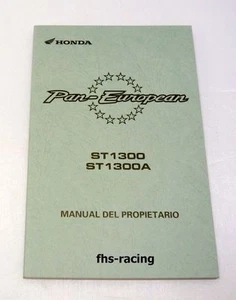 HONDA
Pan-European
ST1300
ST1300A
MANUAL DEL PROPIETARIO
fhs-racing